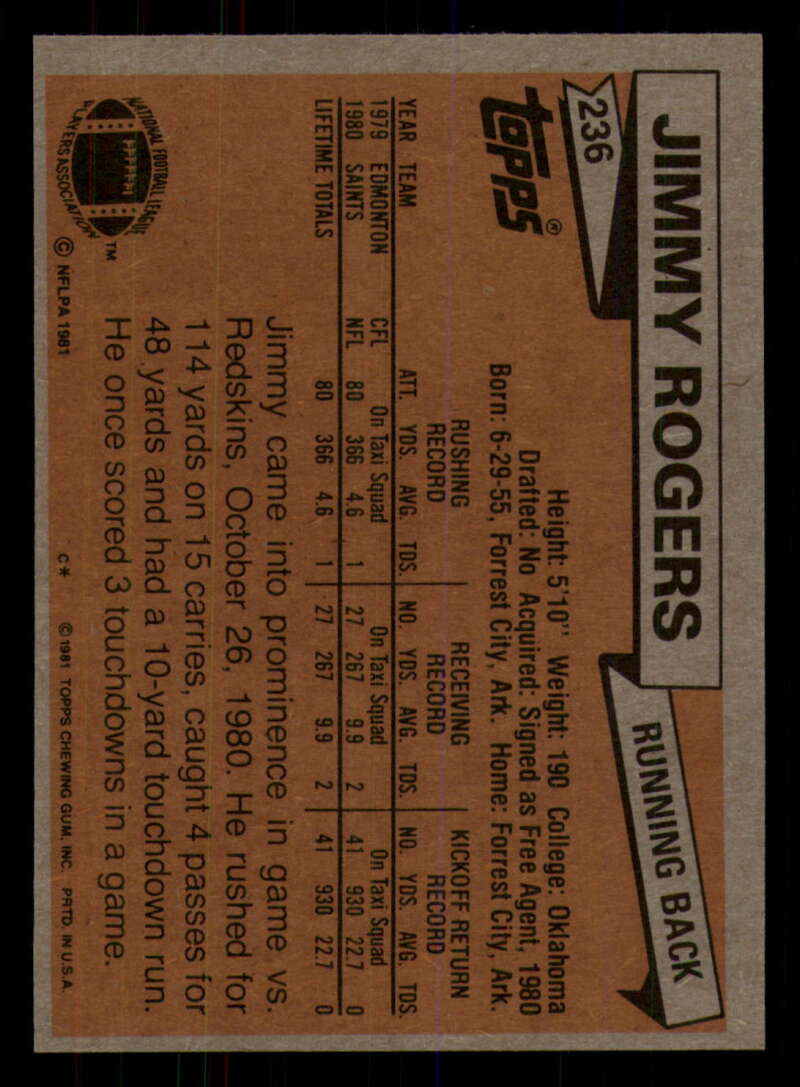 JIMMY ROGERS
RUNNING BACK
236
TOPPS®
Height: 5'10" Weight: 190 College: Oklahoma
Drafted: No Acquired: Signed as Free Agent, 1980
Born: 6-29-55, Forrest City, Ark. Home: Forrest City, Ark.
RUSHING RECORD RECEIVING RECORD KICKOFF RETURN RECORD
YEAR TEAM ATT. YDS. AVG. TDS. NO. YDS. AVG. TDS. NO. YDS. AVG. TDS.
1979 EDMONTON CFL On Taxi Squad On Taxi Squad On Taxi Squad
1980 SAINTS NFL 80 366 4.6 1 27 267 9.9 2 41 930 22.7 0
LIFETIME TOTALS 80 366 4.6 1 27 267 9.9 2 41 930 22.7 0
Jimmy came into prominence in game vs.
Redskins, October 26, 1980. He rushed for
114 yards on 15 carries, caught 4 passes for
48 yards and had a 10-yard touchdown run.
He once scored 3 touchdowns in a game.
NATIONAL FOOTBALL LEAGUE
PLAYERS ASSOCIATION
TM
© NFLPA 1981
C* © 1981 TOPPS CHEWING GUM, INC. PRTD. IN U.S.A.